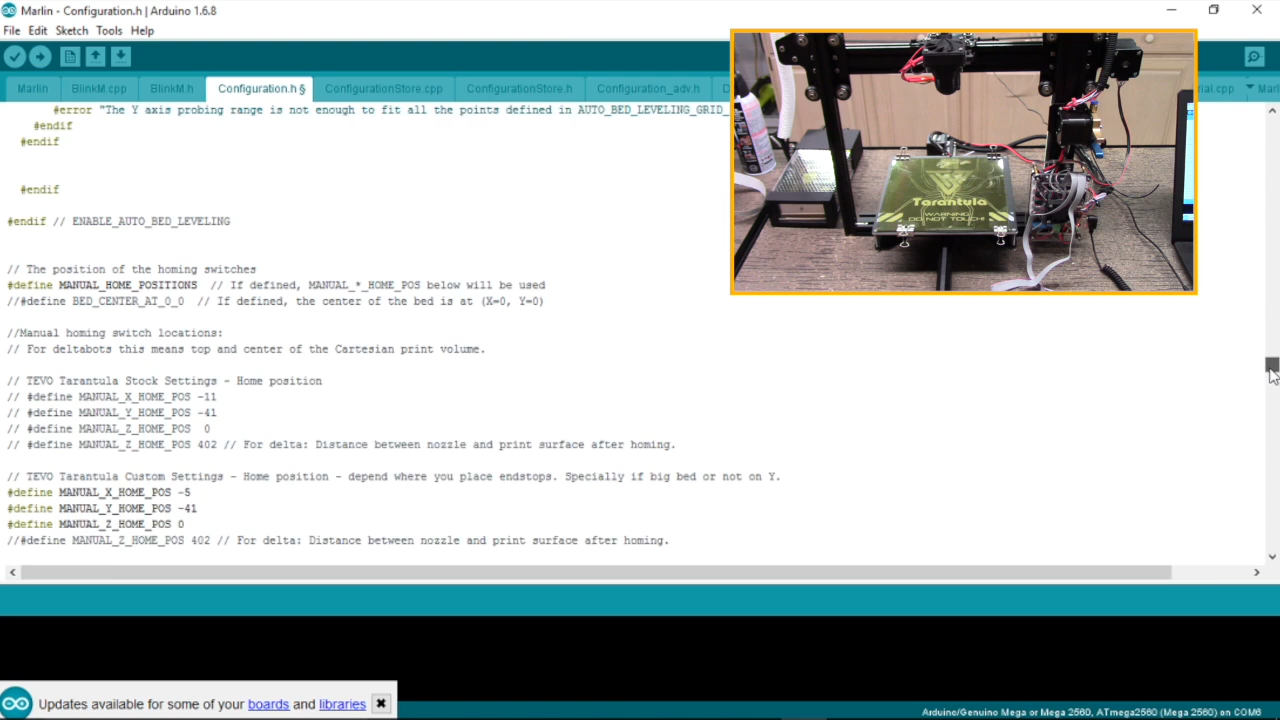 Marlin - Configuration.h | Arduino 1.6.8
File Edit Sketch Tools Help
Marlin BlinkM.cpp BlinkM.h Configuration.h § ConfigurationStore.cpp ConfigurationStore.h Configuration_adv.h D
#error "The Y axis probing range is not enough to fit all the points defined in AUTO_BED_LEVELING_GRID_
#endif
#endif
#endif
#endif // ENABLE_AUTO_BED_LEVELING
// The position of the homing switches
#define MANUAL_HOME_POSITIONS // If defined, MANUAL_*_HOME_POS below will be used
//#define BED_CENTER_AT_0_0 // If defined, the center of the bed is at (X=0, Y=0)
//Manual homing switch locations:
// For deltabots this means top and center of the Cartesian print volume.
// TEVO Tarantula Stock Settings - Home position
// #define MANUAL_X_HOME_POS -11
// #define MANUAL_Y_HOME_POS -41
// #define MANUAL_Z_HOME_POS 0
// #define MANUAL_Z_HOME_POS 402 // For delta: Distance between nozzle and print surface after homing.
// TEVO Tarantula Custom Settings - Home position - depend where you place endstops. Specially if big bed or not on Y.
#define MANUAL_X_HOME_POS -5
#define MANUAL_Y_HOME_POS -41
#define MANUAL_Z_HOME_POS 0
//#define MANUAL_Z_HOME_POS 402 // For delta: Distance between nozzle and print surface after homing.
Tarantula
WARNING
DO NOT TOUCH!
Updates available for some of your boards and libraries
Arduino/Genuino Mega or Mega 2560, ATmega2560 (Mega 2560) on COM6